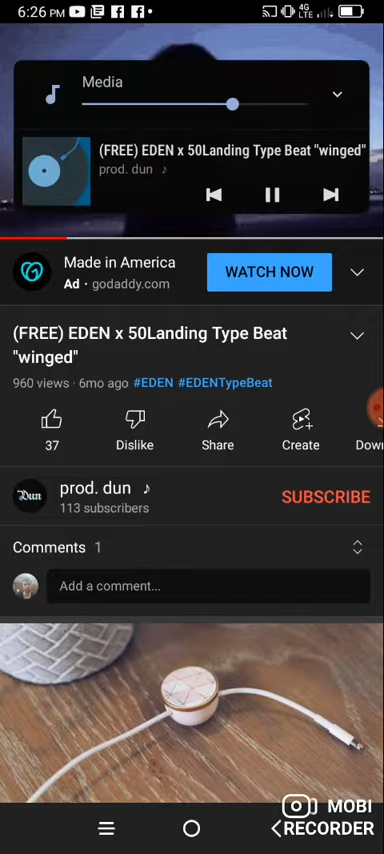 6:26 PM
4G
LTE
Media
(FREE) EDEN x 50Landing Type Beat "winged"
prod. dun ♪
Made in America
Ad · godaddy.com
WATCH NOW
(FREE) EDEN x 50Landing Type Beat
"winged"
960 views · 6mo ago #EDEN #EDENTypeBeat
37
Dislike
Share
Create
Down
Dun
prod. dun ♪
113 subscribers
SUBSCRIBE
Comments 1
Add a comment...
MOBI
RECORDER